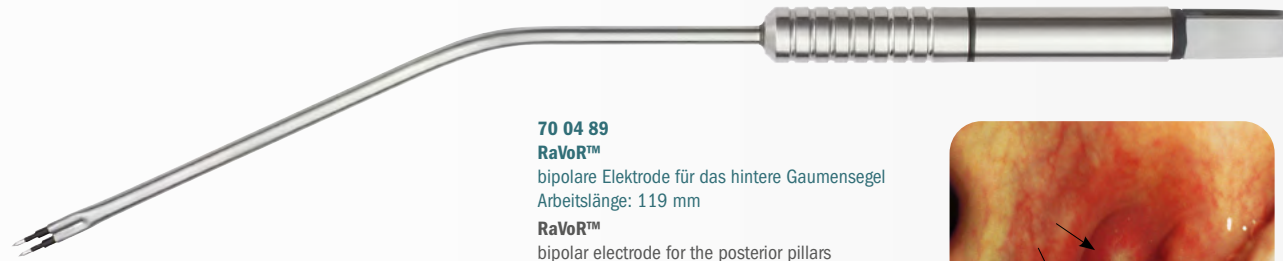 70 04 89
RaVoR™
bipolare Elektrode für das hintere Gaumensegel
Arbeitslänge: 119 mm
RaVoR™
bipolar electrode for the posterior pillars